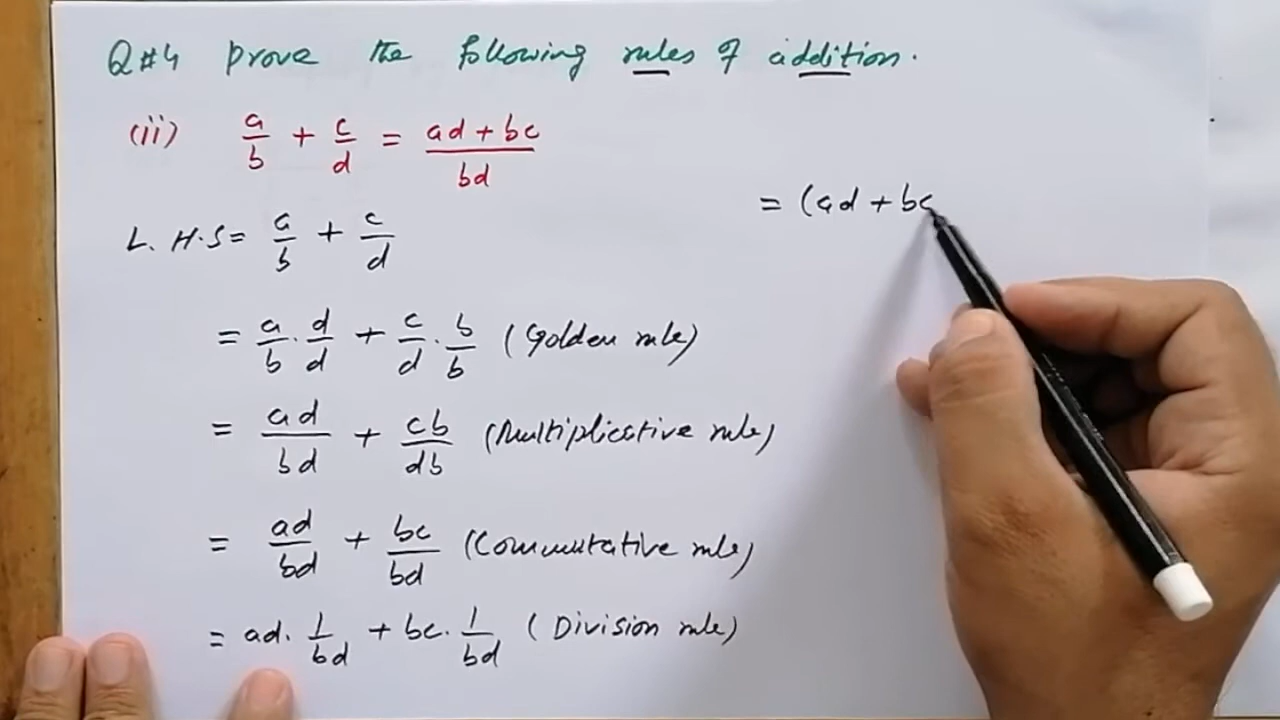 Q#4 Prove the following rules of addition.
(ii) a/b + c/d = ad + bc / bd
L.H.S = a/b + c/d
= a/b . d/d + c/d . b/b (Golden rule)
= ad/bd + cb/db (Multiplicative rule)
= ad/bd + bc/bd (Commutative rule)
= ad. 1/bd + bc. 1/bd (Division rule)
= (ad + bc